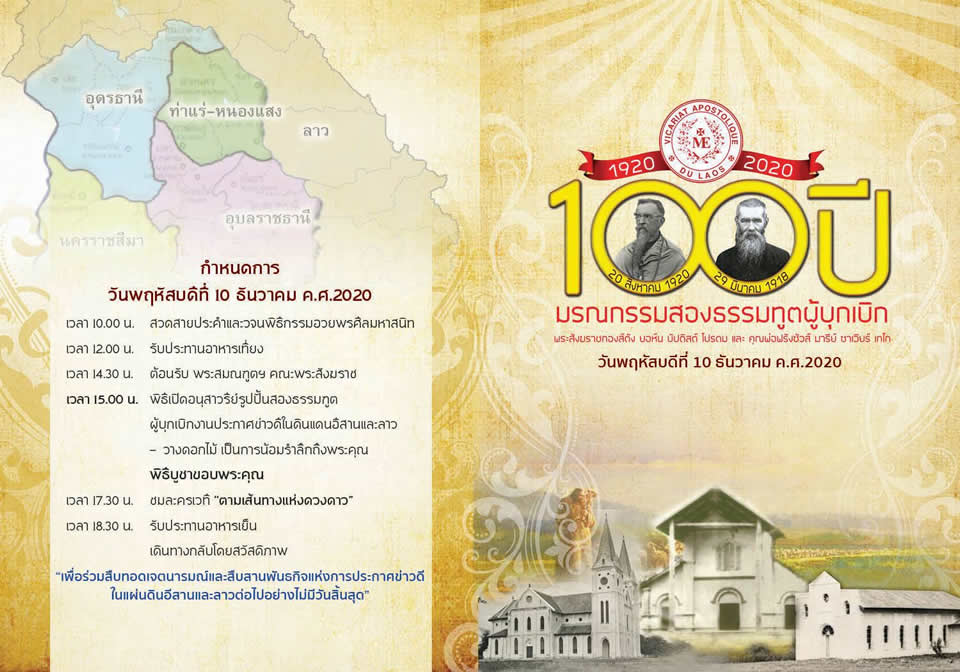 อุดรธานี
ท่าแร่-หนองแสง
ลาว
อุบลราชธานี
นครราชสีมา
กำหนดการ
วันพฤหัสบดีที่ 10 ธันวาคม ค.ศ.2020
เวลา 10.00 น. สวดสายประคำและวจนพิธีกรรมอวยพรศีลมหาสนิท
เวลา 12.00 น. รับประทานอาหารเที่ยง
เวลา 14.30 น. ต้อนรับ พระสมณทูตฯ คณะพระสังฆราช
เวลา 15.00 น. พิธีเปิดอนุสาวรีย์รูปปั้นสองธรรมทูต
ผู้บุกเบิกงานประกาศข่าวดีในดินแดนอีสานและลาว
– วางดอกไม้ เป็นการน้อมรำลึกถึงพระคุณ
พิธีบูชาขอบพระคุณ
เวลา 17.30 น. ชมละครเวที “ตามเส้นทางแห่งดวงดาว”
เวลา 18.30 น. รับประทานอาหารเย็น
เดินทางกลับโดยสวัสดิภาพ
“เพื่อร่วมสืบทอดเจตนารมณ์และสืบสานพันธกิจแห่งการประกาศข่าวดี
ในแผ่นดินอีสานและลาวต่อไปอย่างไม่มีวันสิ้นสุด”
VICARIAT APOSTOLIQUE
ME
DU LAOS
1920 2020
100 ปี
20 สิงหาคม 1920 29 มีนาคม 1918
มรณกรรมสองธรรมทูตผู้บุกเบิก
พระสังฆราชกองส์ตัง ยอห์น บัปติสต์ โปรดม และ คุณพ่อฟรังซัวส์ มารีย์ ซาเวียร์ เกโก
วันพฤหัสบดีที่ 10 ธันวาคม ค.ศ.2020